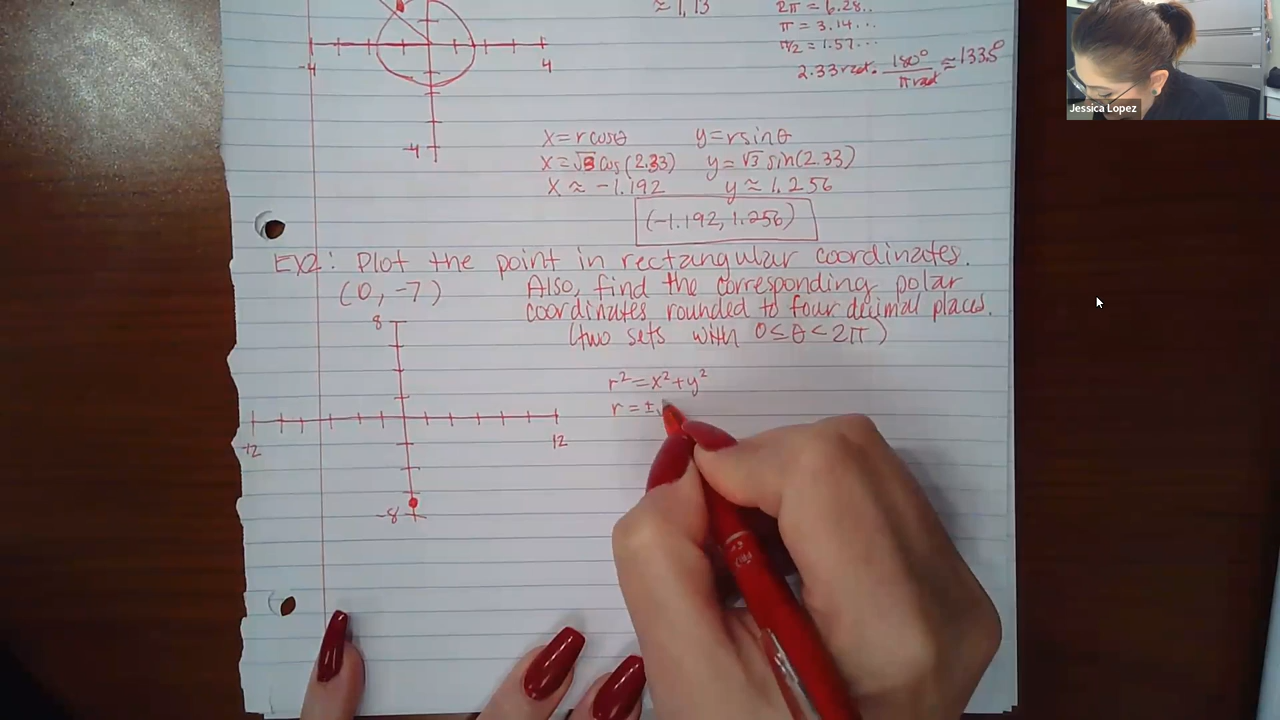 ≈ 1.13
2π = 6.28..
π = 3.14...
π/2 = 1.57...
2.33 rad · 180°/π rad ≈ 133.5°
-4
4
-4
x = r cosθ y = r sinθ
x = √3 cos(2.33) y = √3 sin(2.33)
x ≈ -1.192 y ≈ 1.256
(-1.192, 1.256)
Plot the point in rectangular coordinates.
(0, -7) Also, find the corresponding polar
coordinates rounded to four decimal places.
(two sets with 0 ≤ θ < 2π)
8
-12
12
-8
r² = x² + y²
r = ±
Jessica Lopez